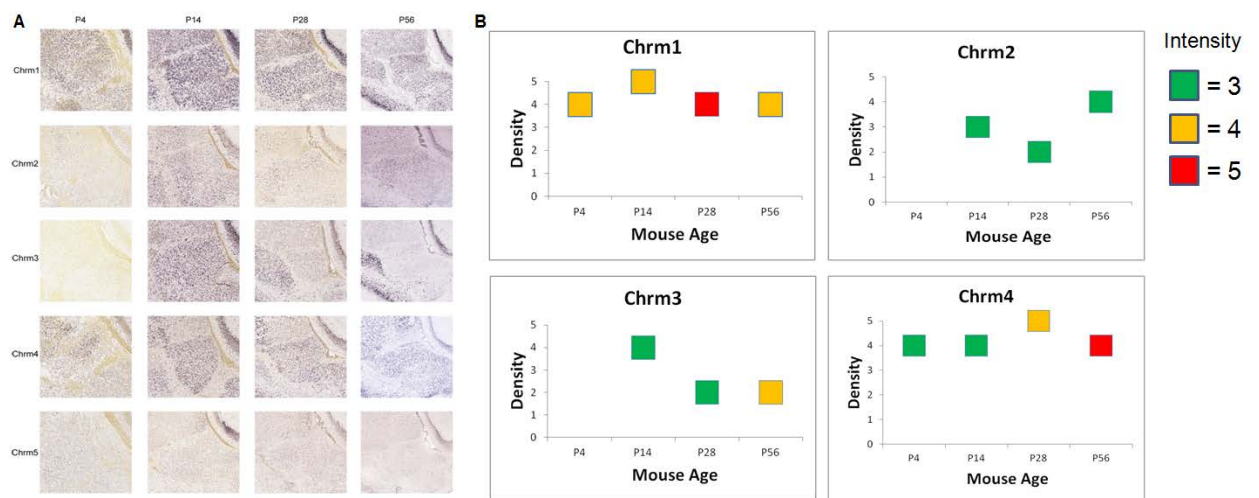 A
P4 P14 P28 P56
Chrm1
Chrm2
Chrm3
Chrm4
Chrm5
B
Chrm1
Density
5
4
3
2
1
0
P4 P14 P28 P56
Mouse Age
Chrm2
Density
5
4
3
2
1
0
P4 P14 P28 P56
Mouse Age
Chrm3
Density
5
4
3
2
1
0
P4 P14 P28 P56
Mouse Age
Chrm4
Density
5
4
3
2
1
0
P4 P14 P28 P56
Mouse Age
Intensity
= 3
= 4
= 5